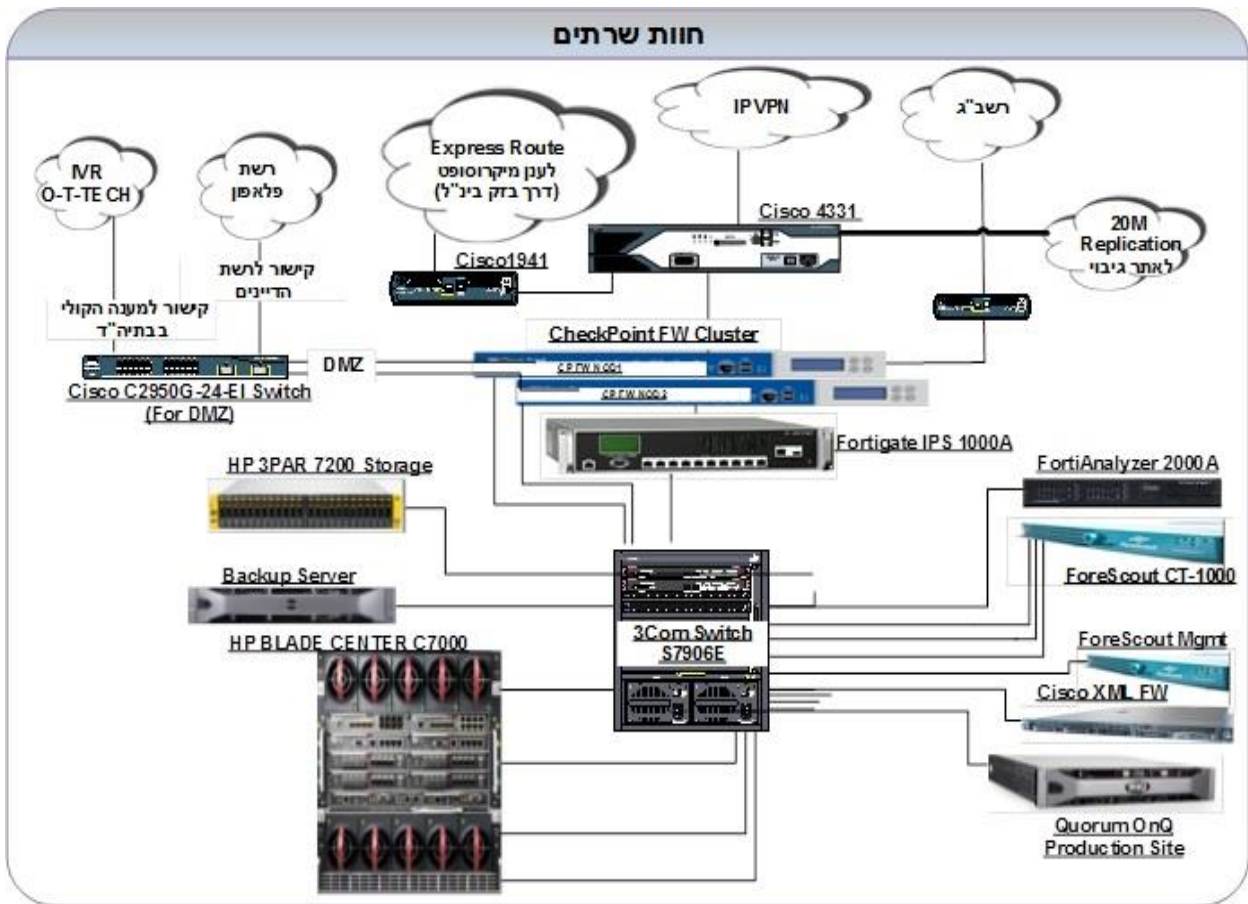 חוות שרתים
IVR
O-T-TECH
רשת
פלאפון
Express Route
לענן מיקרוסופט
(דרך בזק בינ"ל)
IPVPN
רשב"ג
Cisco 4331
20M
Replication
לאתר גיבוי
Cisco1941
קישור לרשת
הדיינים
קישור למענה הקולי
בבתיה"ד
CheckPoint FW Cluster
DMZ
Cisco C2950G-24-EI Switch
(For DMZ)
Fortigate IPS 1000A
HP 3PAR 7200 Storage
FortiAnalyzer 2000A
Backup Server
ForeScout CT-1000
HP BLADE CENTER C7000
3Com Switch
S7906E
ForeScout Mgmt
Cisco XML FW
Quorum OnQ
Production Site